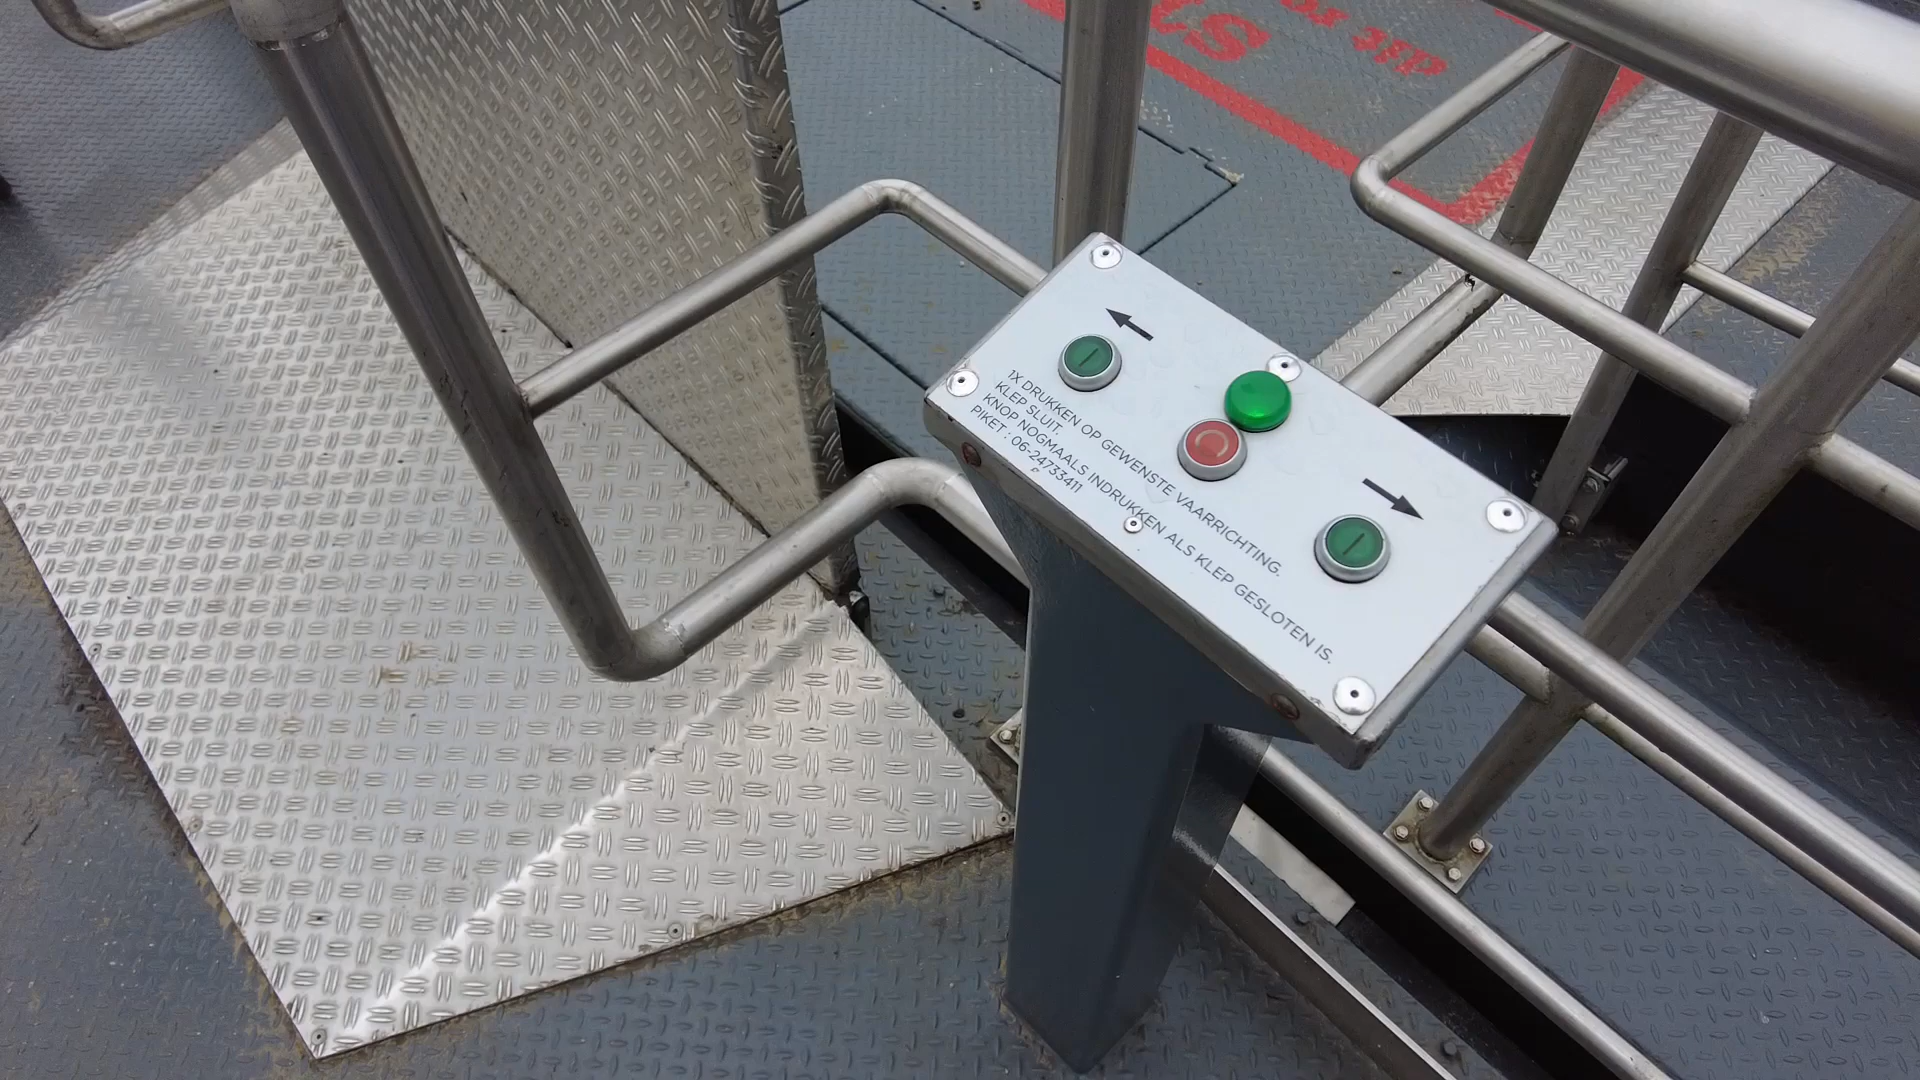 1X DRUKKEN OP GEWENSTE VAARRICHTING.
KLEP SLUIT.
KNOP NOGMAALS INDRUKKEN ALS KLEP GESLOTEN IS.
PIKET : 06-24733411